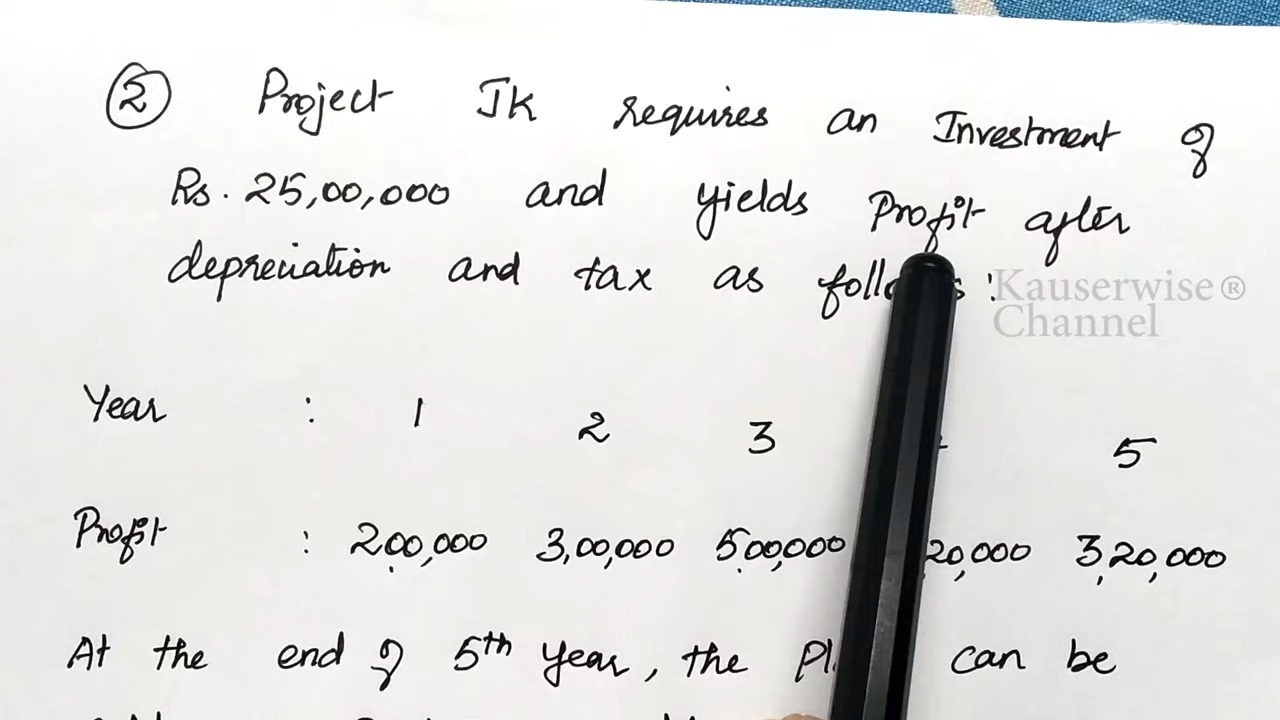 2 Project JK requires an Investment of
Rs. 25,00,000 and yields Profit after
depreciation and tax as :
Kauserwise®
Channel
Year : 1 2 3 5
Profit : 2,00,000 3,00,000 5,00,000 20,000 3,20,000
At the end of 5th year, the can be